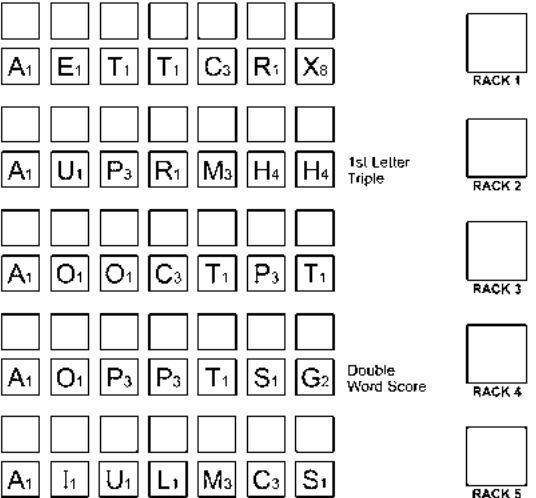 A1 E1 T1 T1 C3 R1 X8
RACK 1
A1 U1 P3 R1 M3 H4 H4
1st Letter
Triple
RACK 2
A1 O1 O1 C3 T1 P3 T1
RACK 3
A1 O1 P3 P3 T1 S1 G2
Double
Word Score
RACK 4
A1 I1 U1 L1 M3 C3 S1
RACK 5